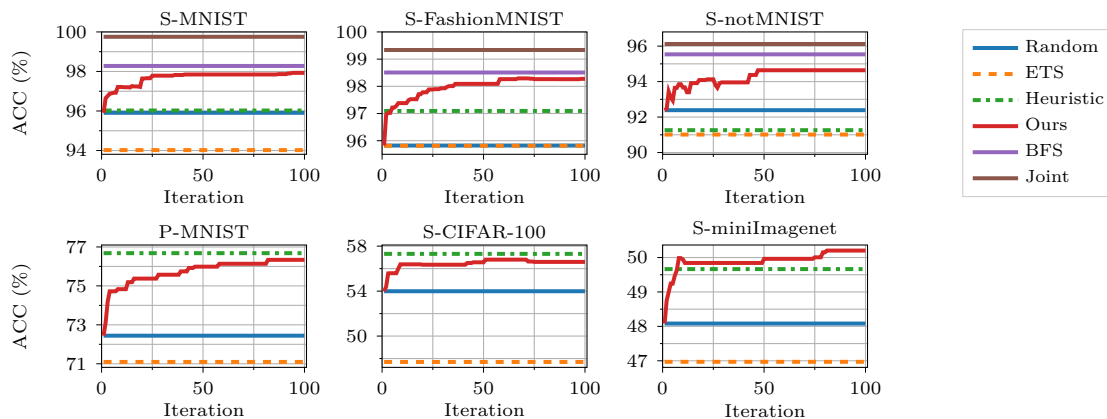 S-MNIST
S-FashionMNIST
S-notMNIST
ACC (%)
100
98
96
94
0
50
100
Iteration
100
99
98
97
96
0
50
100
Iteration
96
94
93
91
90
0
50
100
Iteration
Random
ETS
Heuristic
Ours
BFS
Joint
P-MNIST
S-CIFAR-100
S-miniImagenet
ACC (%)
77
75
73
71
0
50
100
Iteration
58
54
50
0
50
100
Iteration
50
49
48
47
0
50
100
Iteration